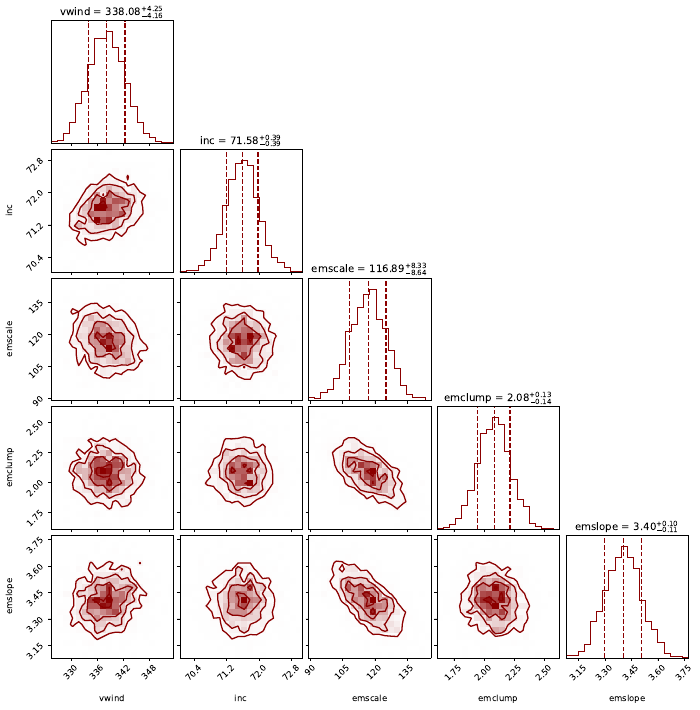 vwind = 338.08+4.25−4.16
inc = 71.58+0.39−0.39
72.8
72.0
71.2
70.4
inc
emscale = 116.89+8.33−8.64
135
120
105
90
emscale
emclump = 2.08+0.13−0.14
2.50
2.25
2.00
1.75
emclump
emslope = 3.40+0.10−0.11
3.75
3.60
3.45
3.30
3.15
emslope
330 336 342 348 70.4 71.2 72.0 72.8 90 105 120 135 1.75 2.00 2.25 2.50 3.15 3.30 3.45 3.60 3.75
vwind inc emscale emclump emslope